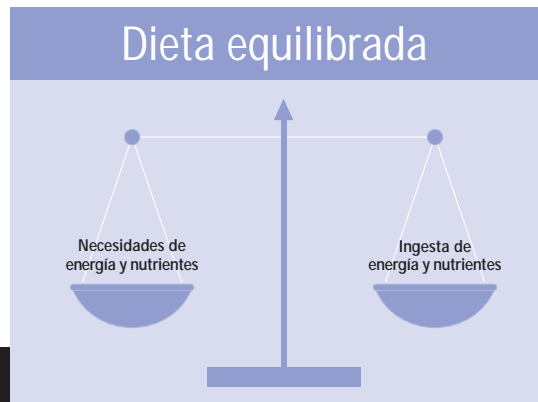 Dieta equilibrada
Necesidades de
energía y nutrientes
Ingesta de
energía y nutrientes